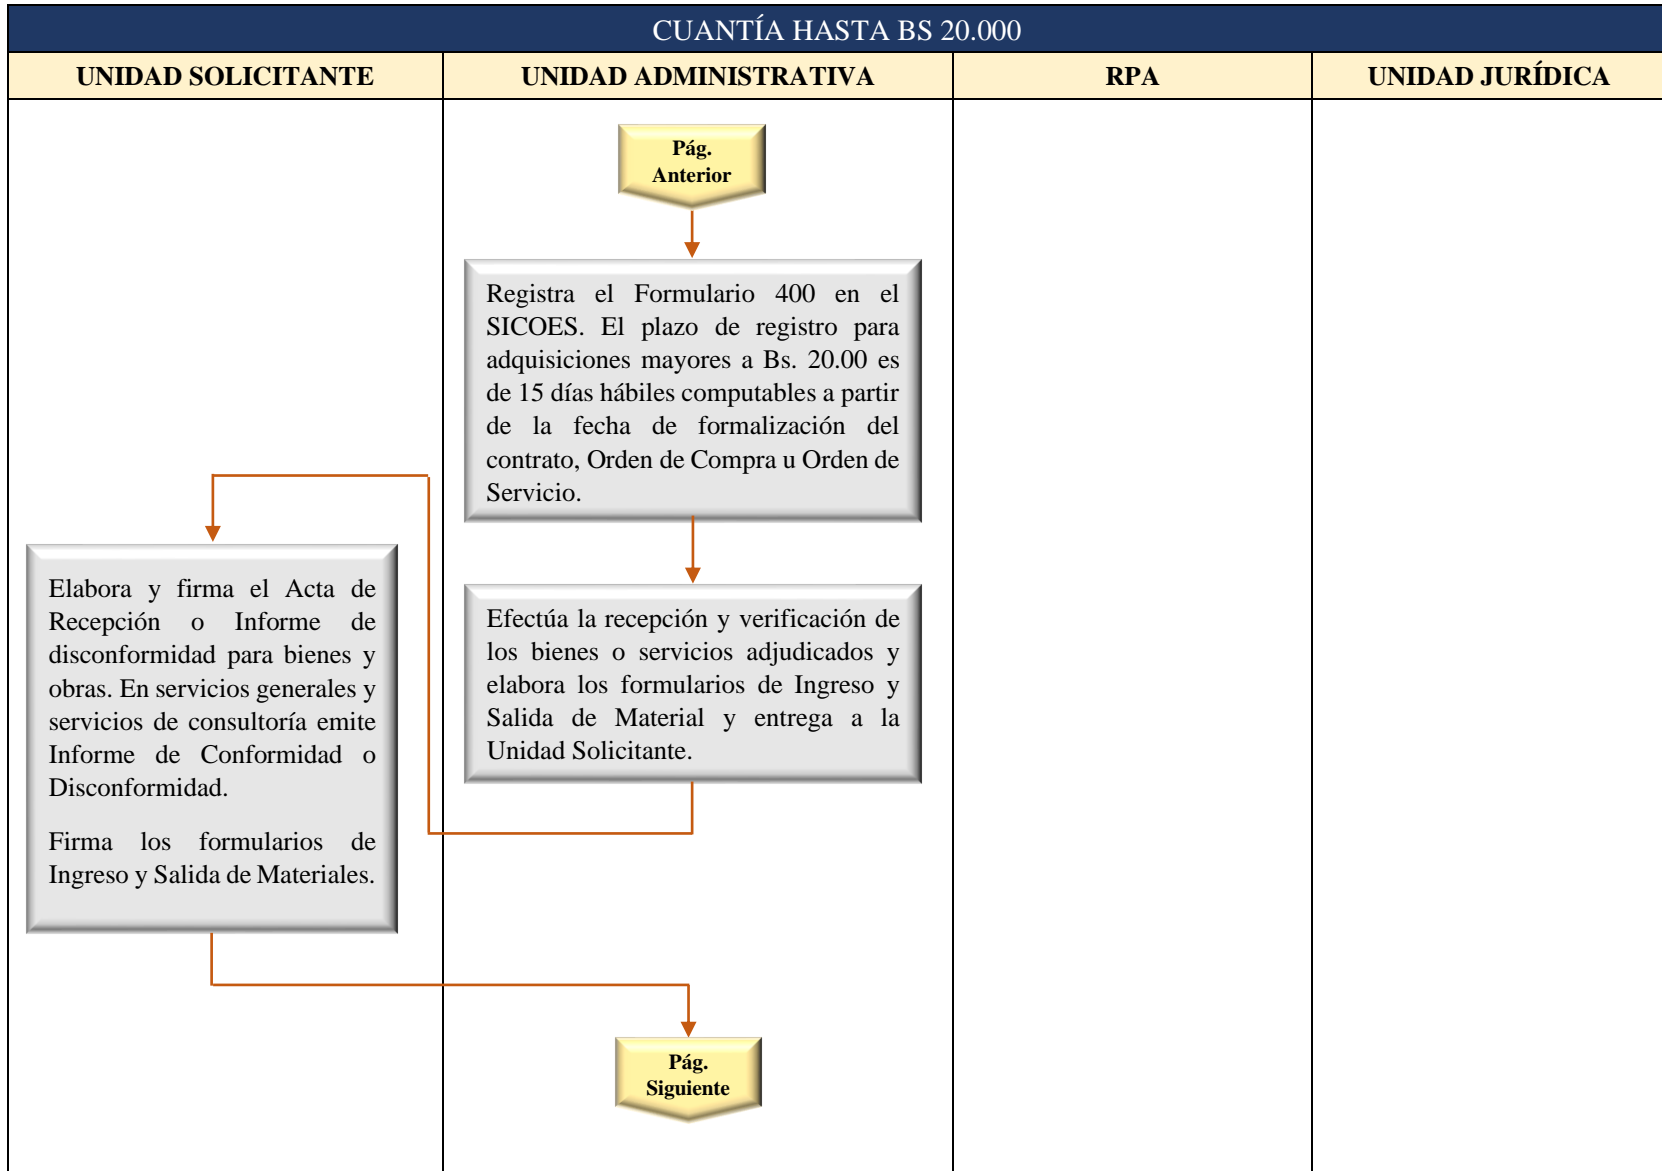 CUANTÍA HASTA BS 20.000
UNIDAD SOLICITANTE
UNIDAD ADMINISTRATIVA
RPA
UNIDAD JURÍDICA
Pág.
Anterior
Registra el Formulario 400 en el
SICOES. El plazo de registro para
adquisiciones mayores a Bs. 20.00 es
de 15 días hábiles computables a partir
de la fecha de formalización del
contrato, Orden de Compra u Orden de
Servicio.
Efectúa la recepción y verificación de
los bienes o servicios adjudicados y
elabora los formularios de Ingreso y
Salida de Material y entrega a la
Unidad Solicitante.
Elabora y firma el Acta de
Recepción o Informe de
disconformidad para bienes y
obras. En servicios generales y
servicios de consultoría emite
Informe de Conformidad o
Disconformidad.
Firma los formularios de
Ingreso y Salida de Materiales.
Pág.
Siguiente